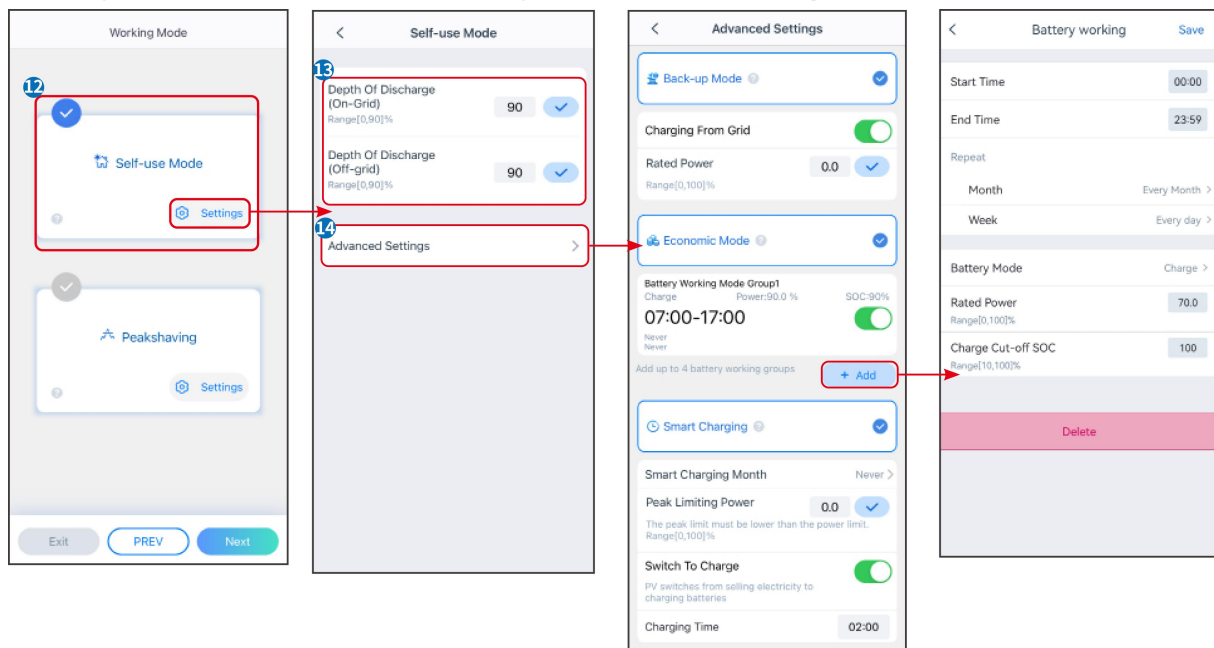 Working Mode
12
Self-use Mode
Settings
Peakshaving
Settings
Exit
PREV
Next
Self-use Mode
13
Depth Of Discharge
(On-Grid)
90
Range[0,90]%
Depth Of Discharge
(Off-grid)
90
Range[0,90]%
14
Advanced Settings
Advanced Settings
Back-up Mode
Charging From Grid
Rated Power
0.0
Range[0,100]%
Economic Mode
Battery Working Mode Group1
Charge Power:90.0 % SOC:90%
07:00-17:00
Never
Never
Add up to 4 battery working groups
+ Add
Smart Charging
Smart Charging Month Never
Peak Limiting Power
0.0
The peak limit must be lower than the power limit.
Range[0,100]%
Switch To Charge
PV switches from selling electricity to
charging batteries
Charging Time 02:00
Battery working Save
Start Time 00:00
End Time 23:59
Repeat
Month Every Month
Week Every day
Battery Mode Charge
Rated Power 70.0
Range[0,100]%
Charge Cut-off SOC 100
Range[10,100]%
Delete